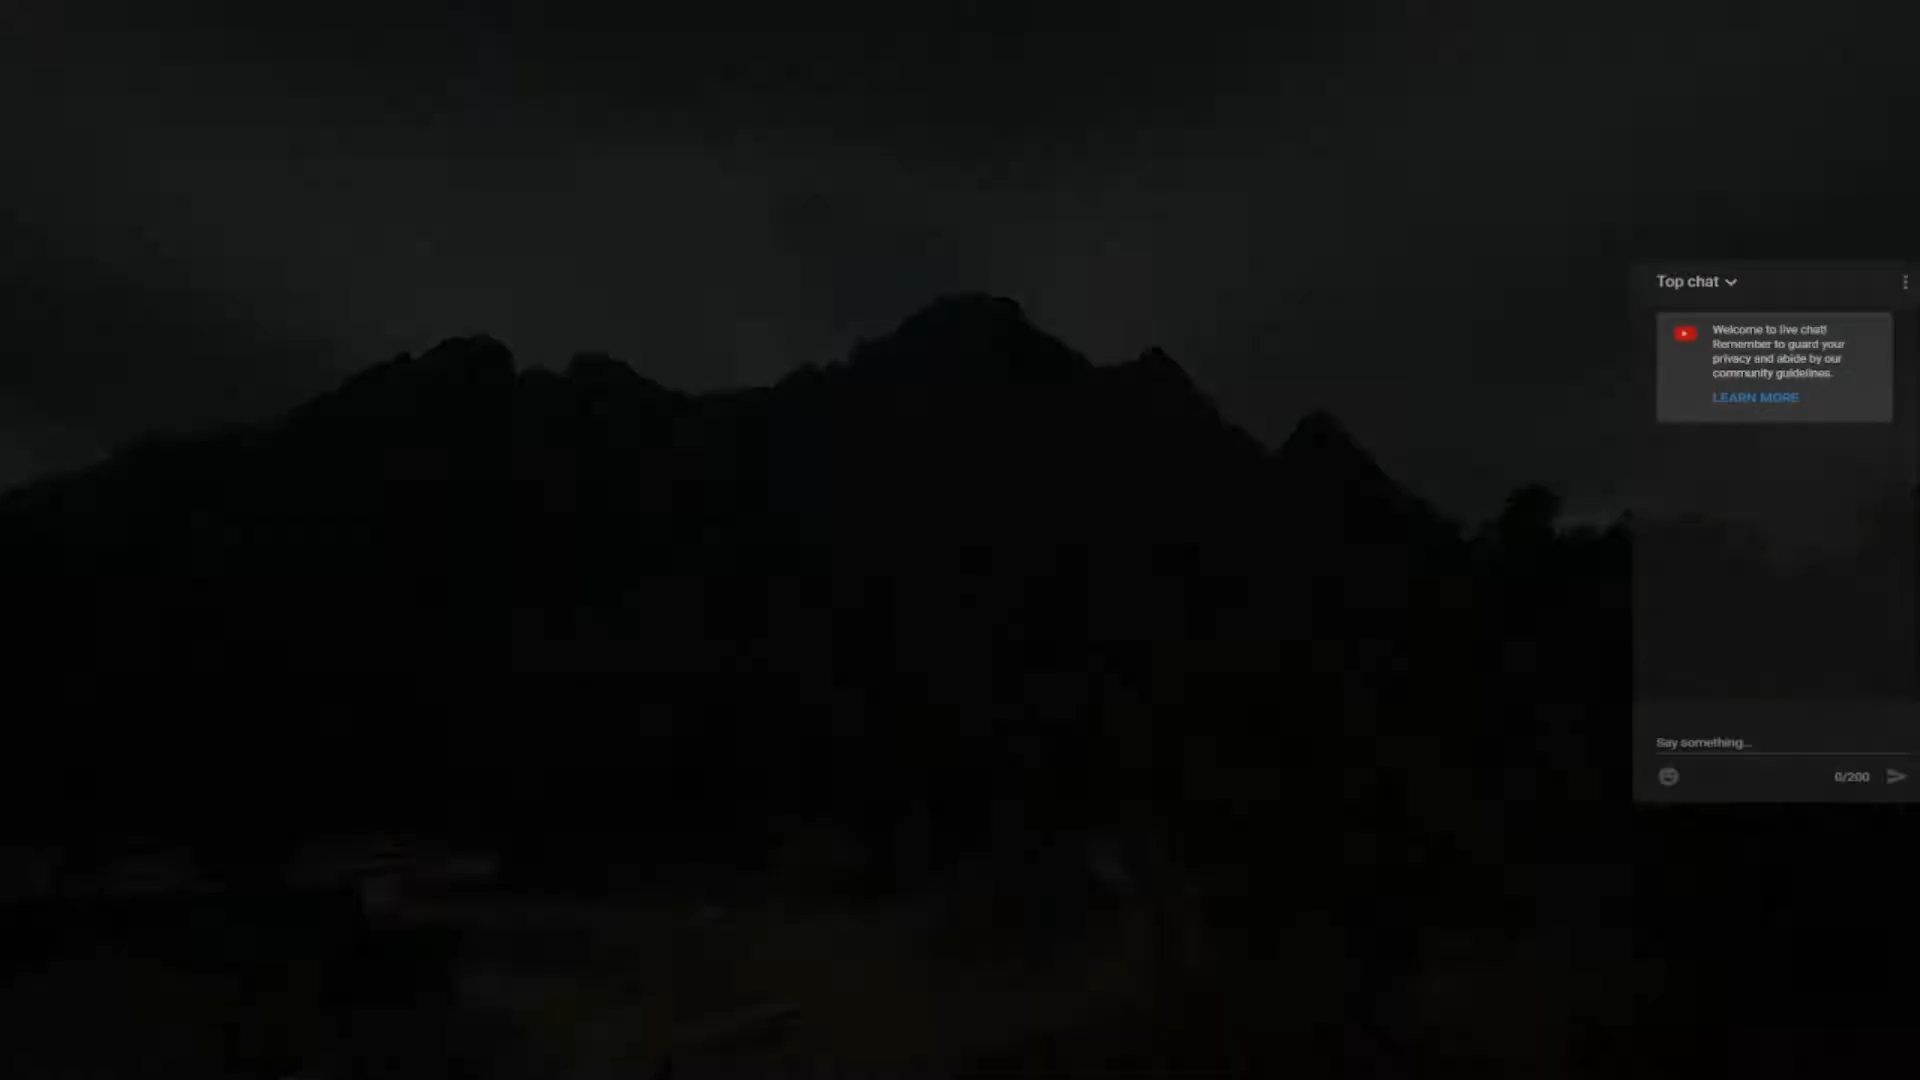 Top chat
Welcome to live chat!
Remember to guard your
privacy and abide by our
community guidelines.
LEARN MORE
Say something...
0/200